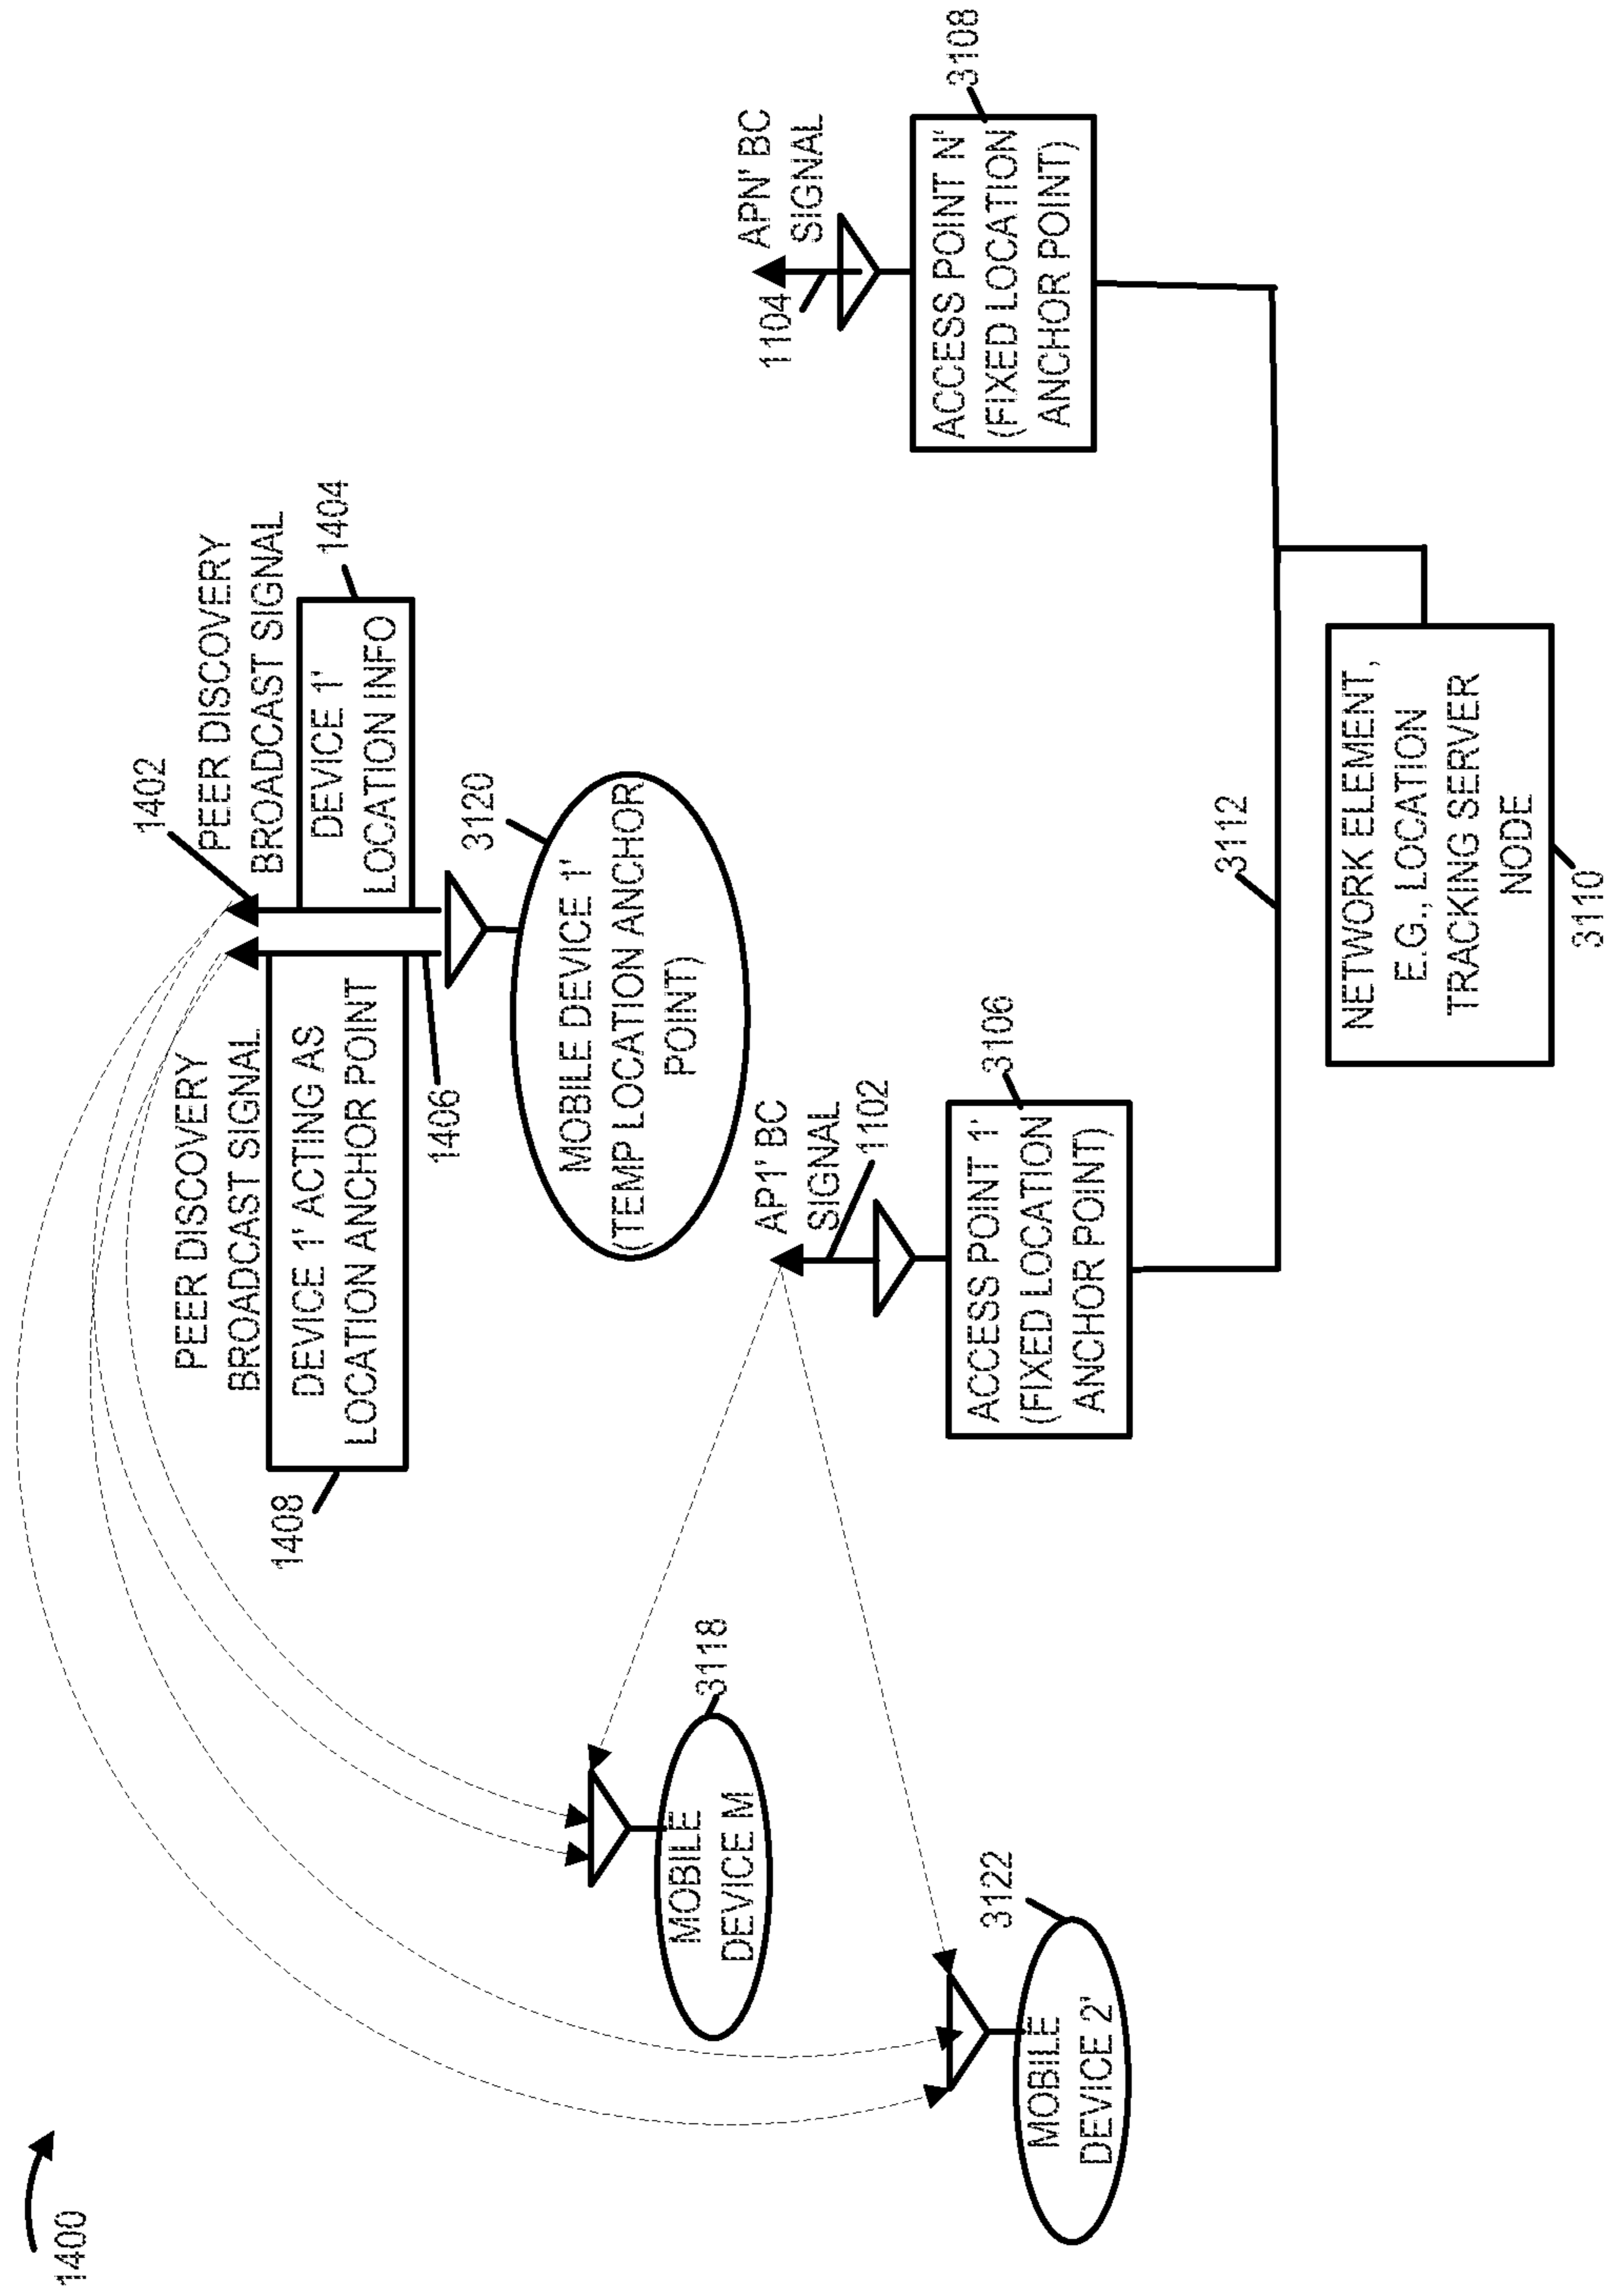 1400
1402
PEER DISCOVERY
BROADCAST SIGNAL
DEVICE 1'
LOCATION INFO
1404
PEER DISCOVERY
BROADCAST SIGNAL
DEVICE 1' ACTING AS
LOCATION ANCHOR POINT
1408
1406
3120
MOBILE DEVICE 1'
(TEMP LOCATION ANCHOR
POINT)
MOBILE
DEVICE M
3118
MOBILE
DEVICE 2'
3122
AP1' BC
SIGNAL
1102
3106
ACCESS POINT 1'
(FIXED LOCATION
ANCHOR POINT)
APN' BC
SIGNAL
1104
3108
ACCESS POINT N'
(FIXED LOCATION
ANCHOR POINT)
3112
NETWORK ELEMENT,
E.G., LOCATION
TRACKING SERVER
NODE
3110